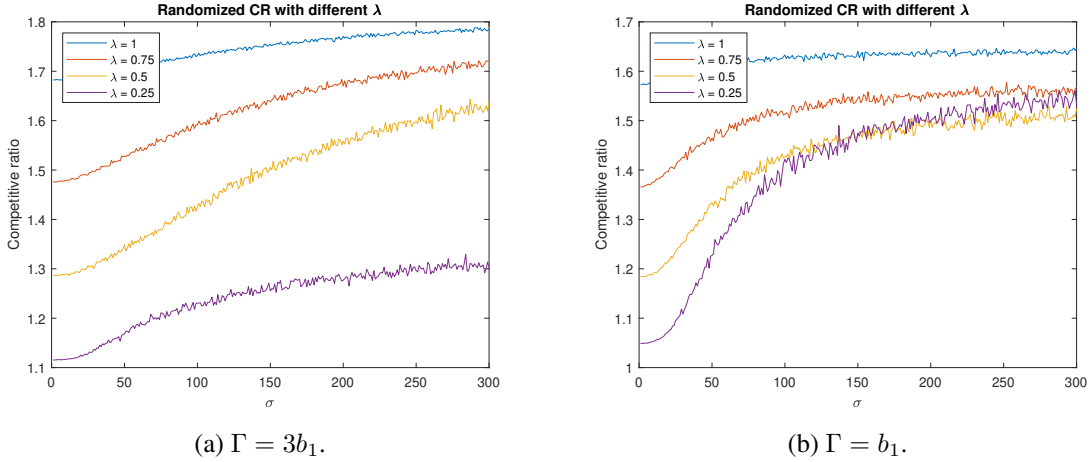 Randomized CR with different λ
1.8
1.7
1.6
1.5
1.4
1.3
1.2
1.1
Competitive ratio
λ = 1
λ = 0.75
λ = 0.5
λ = 0.25
0 50 100 150 200 250 300
σ
(a) Γ = 3b₁.
Randomized CR with different λ
1.7
1.6
1.5
1.4
1.3
1.2
1.1
1
Competitive ratio
λ = 1
λ = 0.75
λ = 0.5
λ = 0.25
0 50 100 150 200 250 300
σ
(b) Γ = b₁.